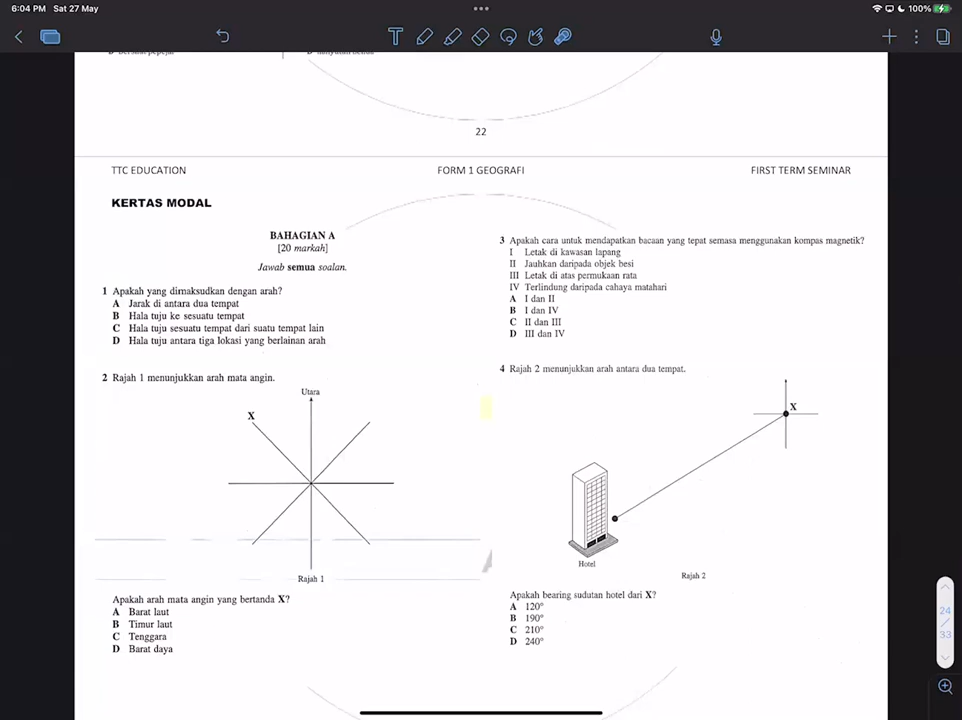 6:04 PM Sat 27 May
100%
22
TTC EDUCATION
FORM 1 GEOGRAFI
FIRST TERM SEMINAR
KERTAS MODAL
BAHAGIAN A
[20 markah]
Jawab semua soalan.
1 Apakah yang dimaksudkan dengan arah?
A Jarak di antara dua tempat
B Hala tuju ke sesuatu tempat
C Hala tuju sesuatu tempat dari suatu tempat lain
D Hala tuju antara tiga lokasi yang berlainan arah
2 Rajah 1 menunjukkan arah mata angin.
Utara
X
Rajah 1
Apakah arah mata angin yang bertanda X?
A Barat laut
B Timur laut
C Tenggara
D Barat daya
3 Apakah cara untuk mendapatkan bacaan yang tepat semasa menggunakan kompas magnetik?
I Letak di kawasan lapang
II Jauhkan daripada objek besi
III Letak di atas permukaan rata
IV Terlindung daripada cahaya matahari
A I dan II
B I dan IV
C II dan III
D III dan IV
4 Rajah 2 menunjukkan arah antara dua tempat.
X
Hotel
Rajah 2
Apakah bearing sudutan hotel dari X?
A 120°
B 190°
C 210°
D 240°
24
/
33